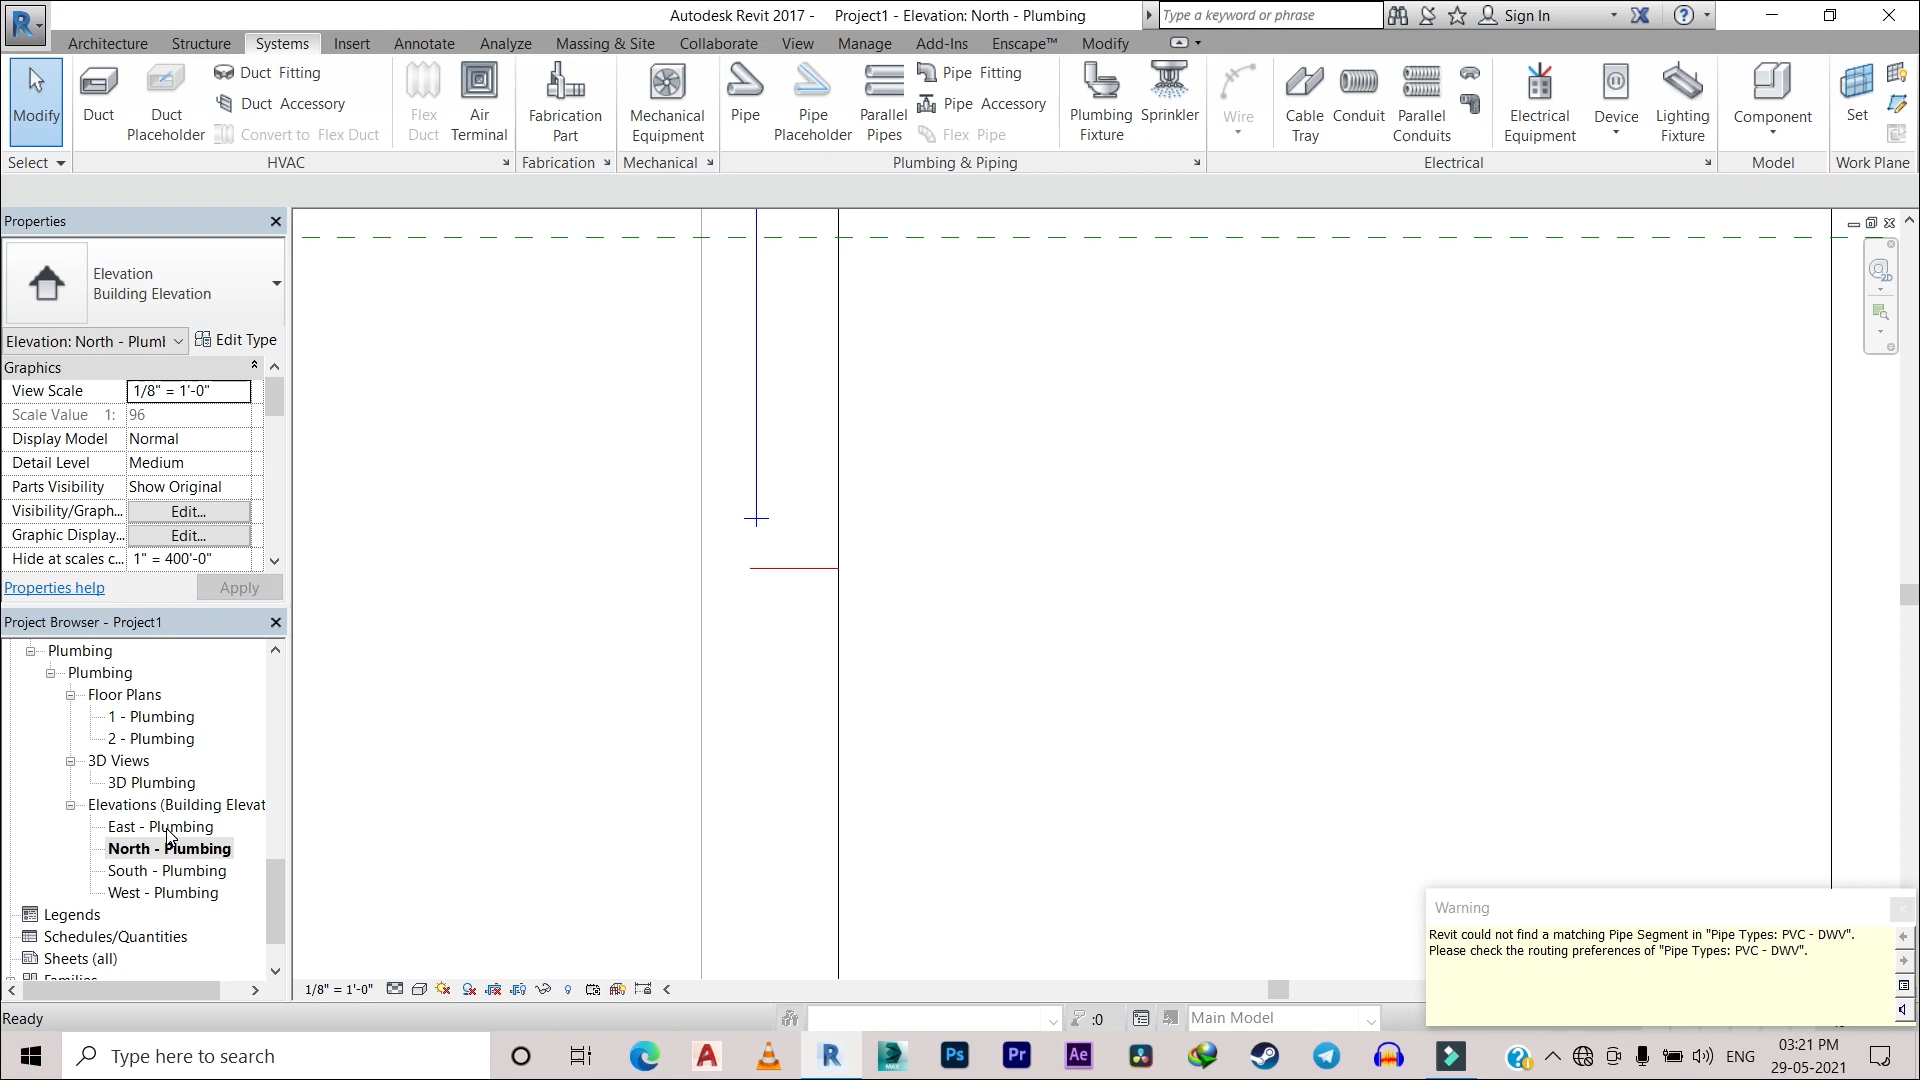 Autodesk Revit 2017 - Project1 - Elevation: North - Plumbing
Type a keyword or phrase
Sign In
Architecture Structure Systems Insert Annotate Analyze Massing & Site Collaborate View Manage Add-Ins Enscape™ Modify
Modify
Duct
Duct Placeholder
Duct Fitting
Duct Accessory
Convert to Flex Duct
Flex Duct
Air Terminal
Fabrication Part
Mechanical Equipment
Pipe
Pipe Placeholder
Parallel Pipes
Pipe Fitting
Pipe Accessory
Flex Pipe
Plumbing Fixture
Sprinkler
Wire
Cable Tray
Conduit
Parallel Conduits
Electrical Equipment
Device
Lighting Fixture
Component
Set
Select HVAC Fabrication Mechanical Plumbing & Piping Electrical Model Work Plane
Properties
Elevation
Building Elevation
Elevation: North - Plumb
Edit Type
Graphics
View Scale 1/8" = 1'-0"
Scale Value 1: 96
Display Model Normal
Detail Level Medium
Parts Visibility Show Original
Visibility/Graph... Edit...
Graphic Display... Edit...
Hide at scales c... 1" = 400'-0"
Properties help
Apply
Project Browser - Project1
Plumbing
Plumbing
Floor Plans
1 - Plumbing
2 - Plumbing
3D Views
3D Plumbing
Elevations (Building Elevat
East - Plumbing
North - Plumbing
South - Plumbing
West - Plumbing
Legends
Schedules/Quantities
Sheets (all)
Families
2D
1/8" = 1'-0"
Warning
Revit could not find a matching Pipe Segment in "Pipe Types: PVC - DWV".
Please check the routing preferences of "Pipe Types: PVC - DWV".
Ready
:0
Main Model
Type here to search
Ps
Pr
Ae
MAX
ENG
03:21 PM
29-05-2021